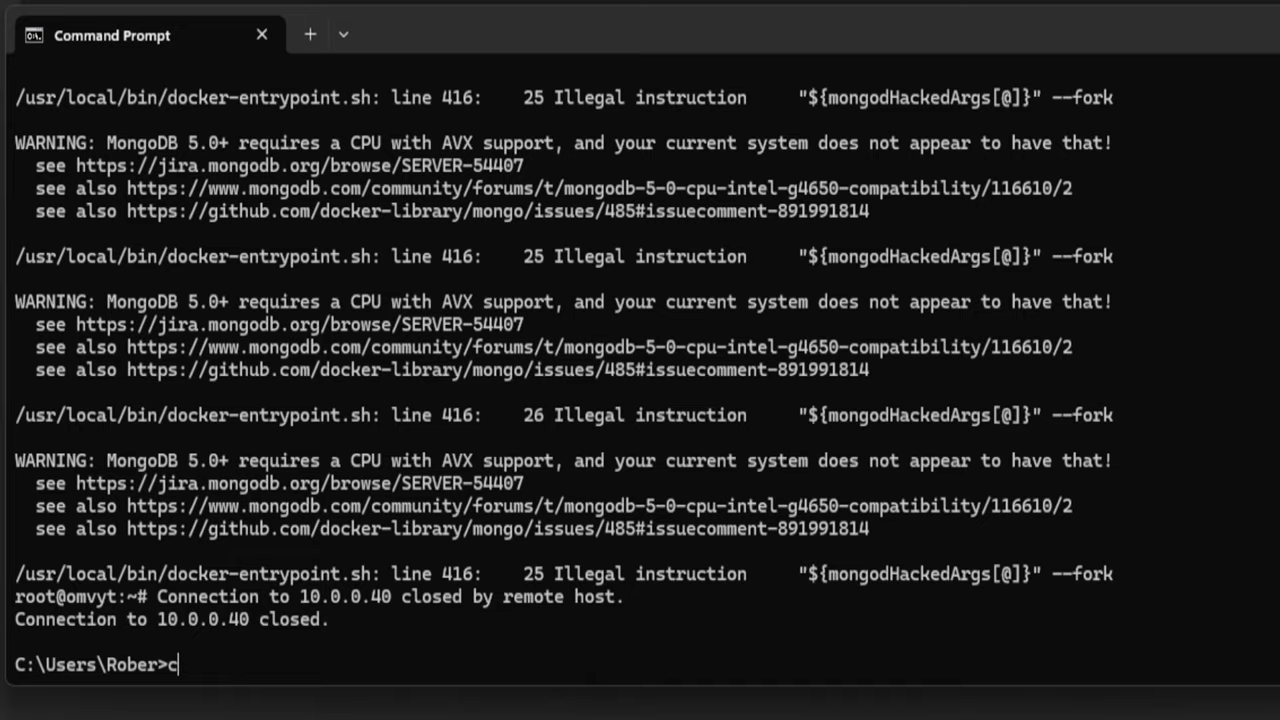 Command Prompt
/usr/local/bin/docker-entrypoint.sh: line 416:    25 Illegal instruction     "${mongodHackedArgs[@]}" --fork
WARNING: MongoDB 5.0+ requires a CPU with AVX support, and your current system does not appear to have that!
  see https://jira.mongodb.org/browse/SERVER-54407
  see also https://www.mongodb.com/community/forums/t/mongodb-5-0-cpu-intel-g4650-compatibility/116610/2
  see also https://github.com/docker-library/mongo/issues/485#issuecomment-891991814
/usr/local/bin/docker-entrypoint.sh: line 416:    25 Illegal instruction     "${mongodHackedArgs[@]}" --fork
WARNING: MongoDB 5.0+ requires a CPU with AVX support, and your current system does not appear to have that!
  see https://jira.mongodb.org/browse/SERVER-54407
  see also https://www.mongodb.com/community/forums/t/mongodb-5-0-cpu-intel-g4650-compatibility/116610/2
  see also https://github.com/docker-library/mongo/issues/485#issuecomment-891991814
/usr/local/bin/docker-entrypoint.sh: line 416:    26 Illegal instruction     "${mongodHackedArgs[@]}" --fork
WARNING: MongoDB 5.0+ requires a CPU with AVX support, and your current system does not appear to have that!
  see https://jira.mongodb.org/browse/SERVER-54407
  see also https://www.mongodb.com/community/forums/t/mongodb-5-0-cpu-intel-g4650-compatibility/116610/2
  see also https://github.com/docker-library/mongo/issues/485#issuecomment-891991814
/usr/local/bin/docker-entrypoint.sh: line 416:    25 Illegal instruction     "${mongodHackedArgs[@]}" --fork
root@omvyt:~# Connection to 10.0.0.40 closed by remote host.
Connection to 10.0.0.40 closed.
C:\Users\Rober>c